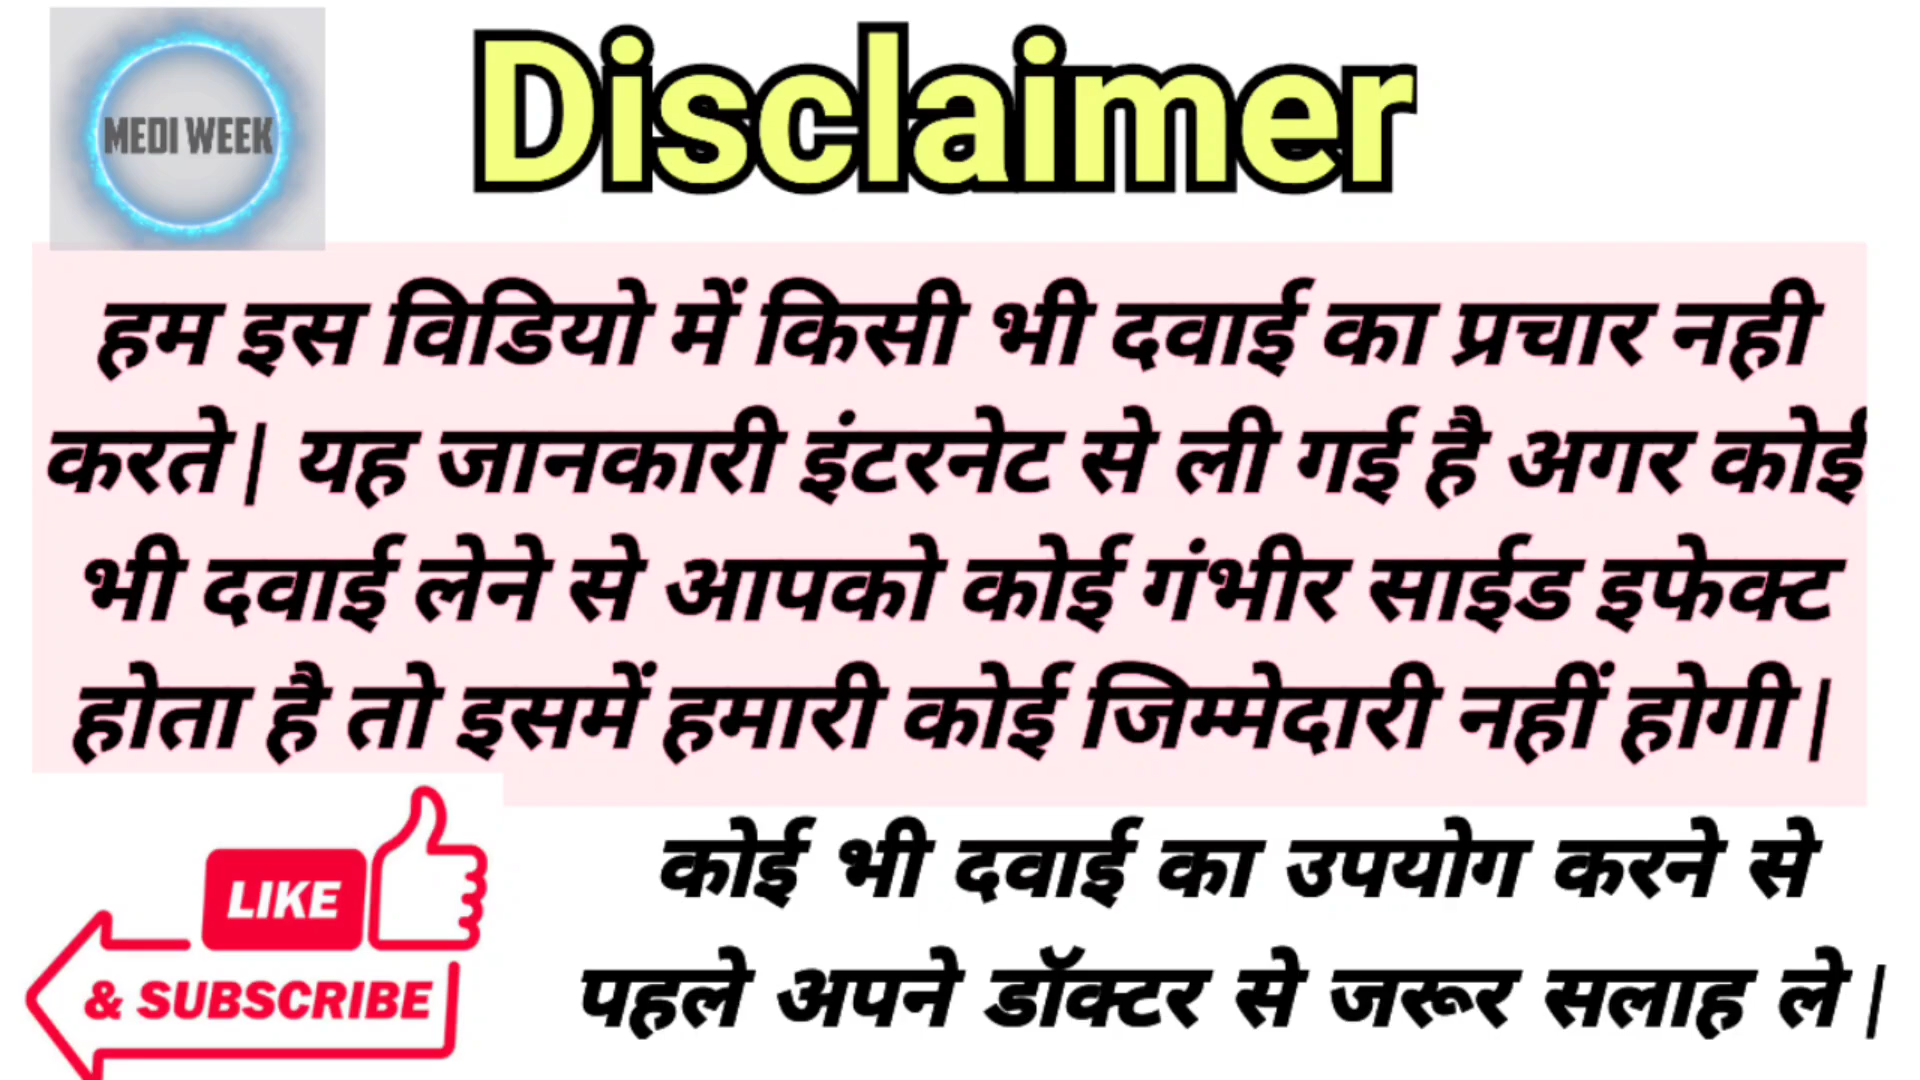 MEDI WEEK
Disclaimer
हम इस विडियो में किसी भी दवाई का प्रचार नही
करते| यह जानकारी इंटरनेट से ली गई है अगर कोई
भी दवाई लेने से आपको कोई गंभीर साईड इफेक्ट
होता है तो इसमें हमारी कोई जिम्मेदारी नहीं होगी|
कोई भी दवाई का उपयोग करने से
पहले अपने डॉक्टर से जरूर सलाह ले|
LIKE
& SUBSCRIBE